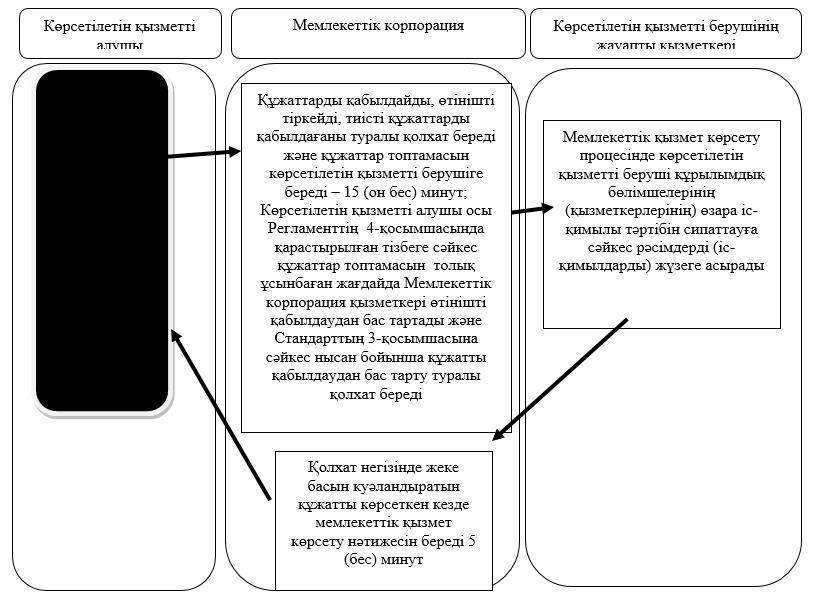 Көрсетілетін қызметті
алушы
Мемлекеттік корпорация
Көрсетілетін қызметті берушінің
жауапты қызметкері
Құжаттарды қабылдайды, өтінішті
тіркейді, тиісті құжаттарды
қабылдағаны туралы қолхат береді
және құжаттар топтамасын
көрсетілетін қызметті берушіге
береді – 15 (он бес) минут;
Көрсетілетін қызметті алушы осы
Регламенттің 4-қосымшасында
қарастырылған тізбеге сәйкес
құжаттар топтамасын толық
ұсынбаған жағдайда Мемлекеттік
корпорация қызметкері өтінішті
қабылдаудан бас тартады және
Стандарттың 3-қосымшасына
сәйкес нысан бойынша құжатты
қабылдаудан бас тарту туралы
қолхат береді
Мемлекеттік қызмет көрсету
процесінде көрсетілетін
қызметті беруші құрылымдық
бөлімшелерінің
(қызметкерлерінің) өзара іс-
қимылы тәртібін сипаттауға
сәйкес рәсімдерді (іс-
қимылдарды) жүзеге асырады
Қолхат негізінде жеке
басын куәландыратын
құжатты көрсеткен кезде
мемлекеттік қызмет
көрсету нәтижесін береді 5
(бес) минут